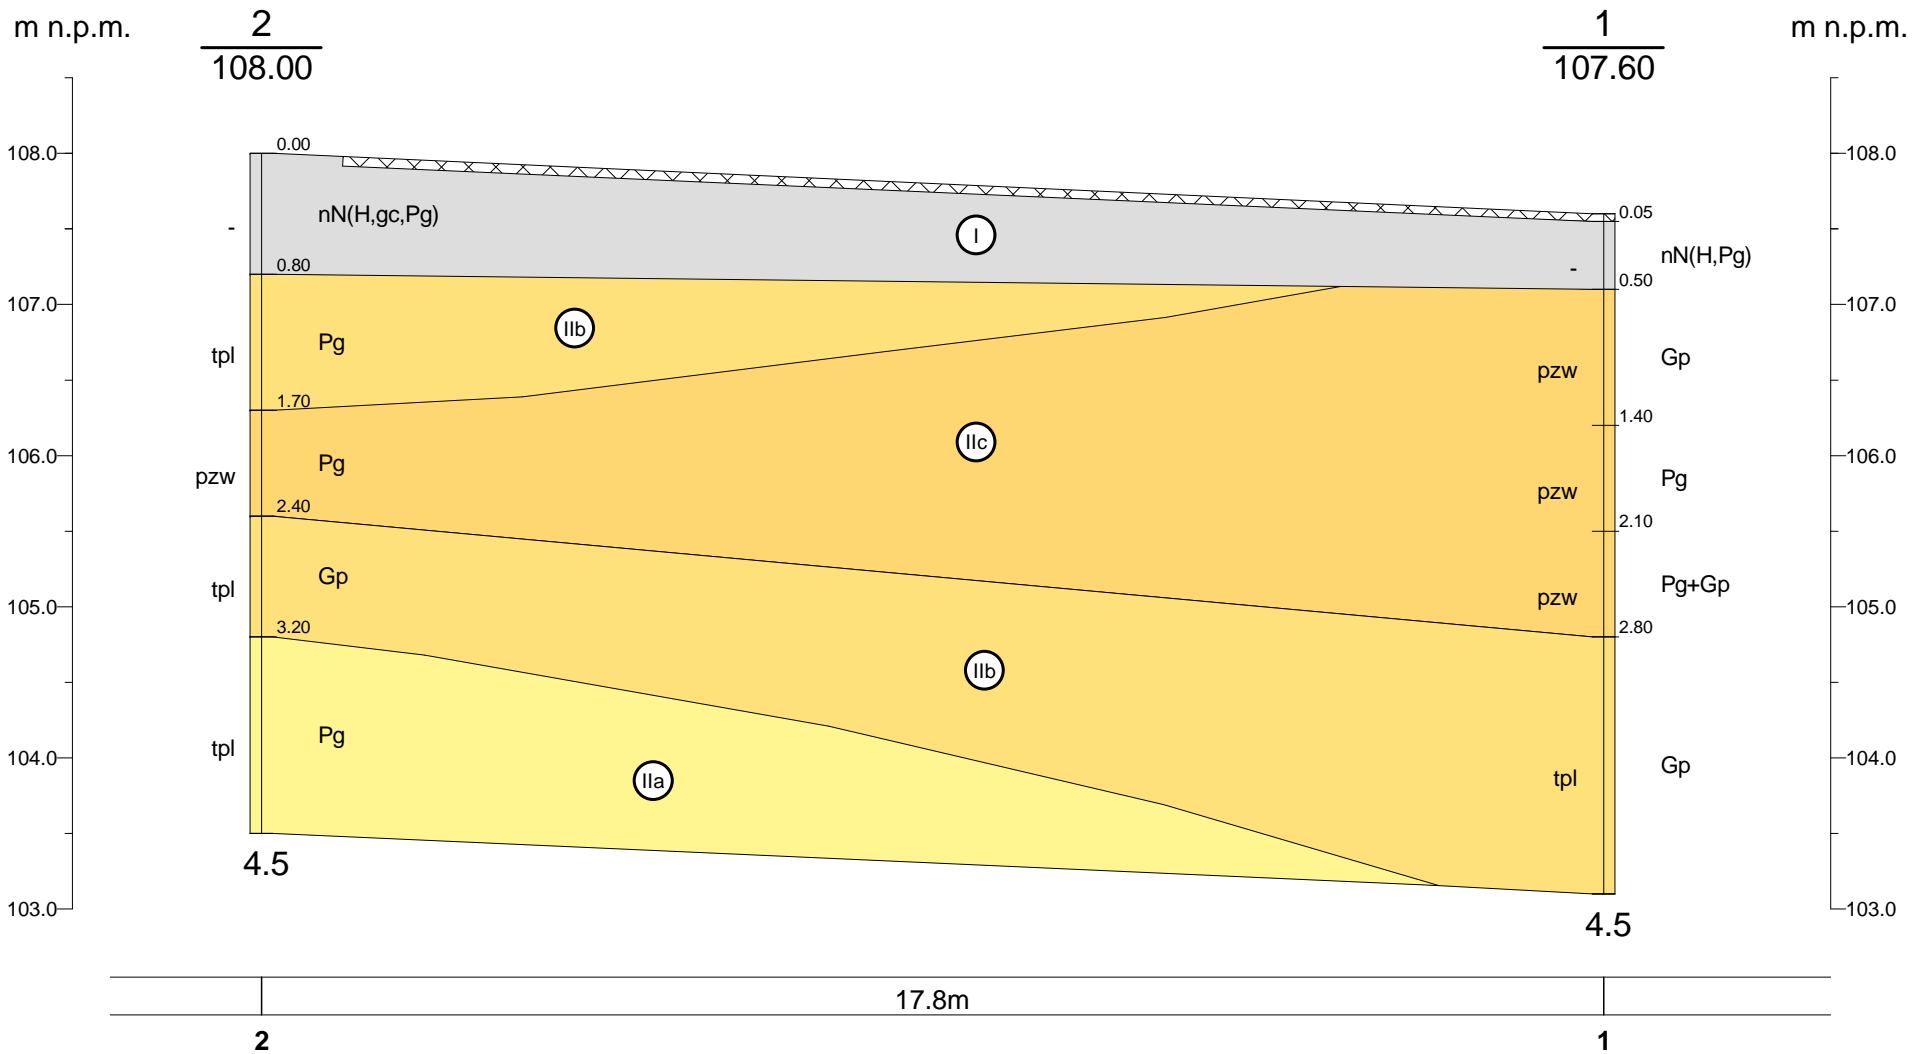 m n.p.m.
2
108.00
1
107.60
m n.p.m.
108.0
107.0
106.0
105.0
104.0
103.0
-
tpl
pzw
tpl
tpl
0.00
nN(H,gc,Pg)
0.80
Pg
1.70
Pg
2.40
Gp
3.20
Pg
4.5
I
IIb
IIc
IIb
IIa
-
pzw
pzw
pzw
tpl
0.05
nN(H,Pg)
0.50
Gp
1.40
Pg
2.10
Pg+Gp
2.80
Gp
4.5
108.0
107.0
106.0
105.0
104.0
103.0
17.8m
2
1